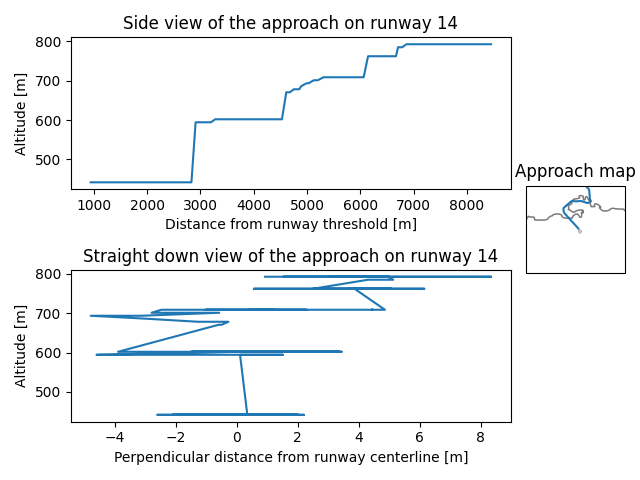 Side view of the approach on runway 14
800
700
600
500
Altitude [m]
1000 2000 3000 4000 5000 6000 7000 8000
Distance from runway threshold [m]
Approach map
Straight down view of the approach on runway 14
800
700
600
500
Altitude [m]
−4 −2 0 2 4 6 8
Perpendicular distance from runway centerline [m]